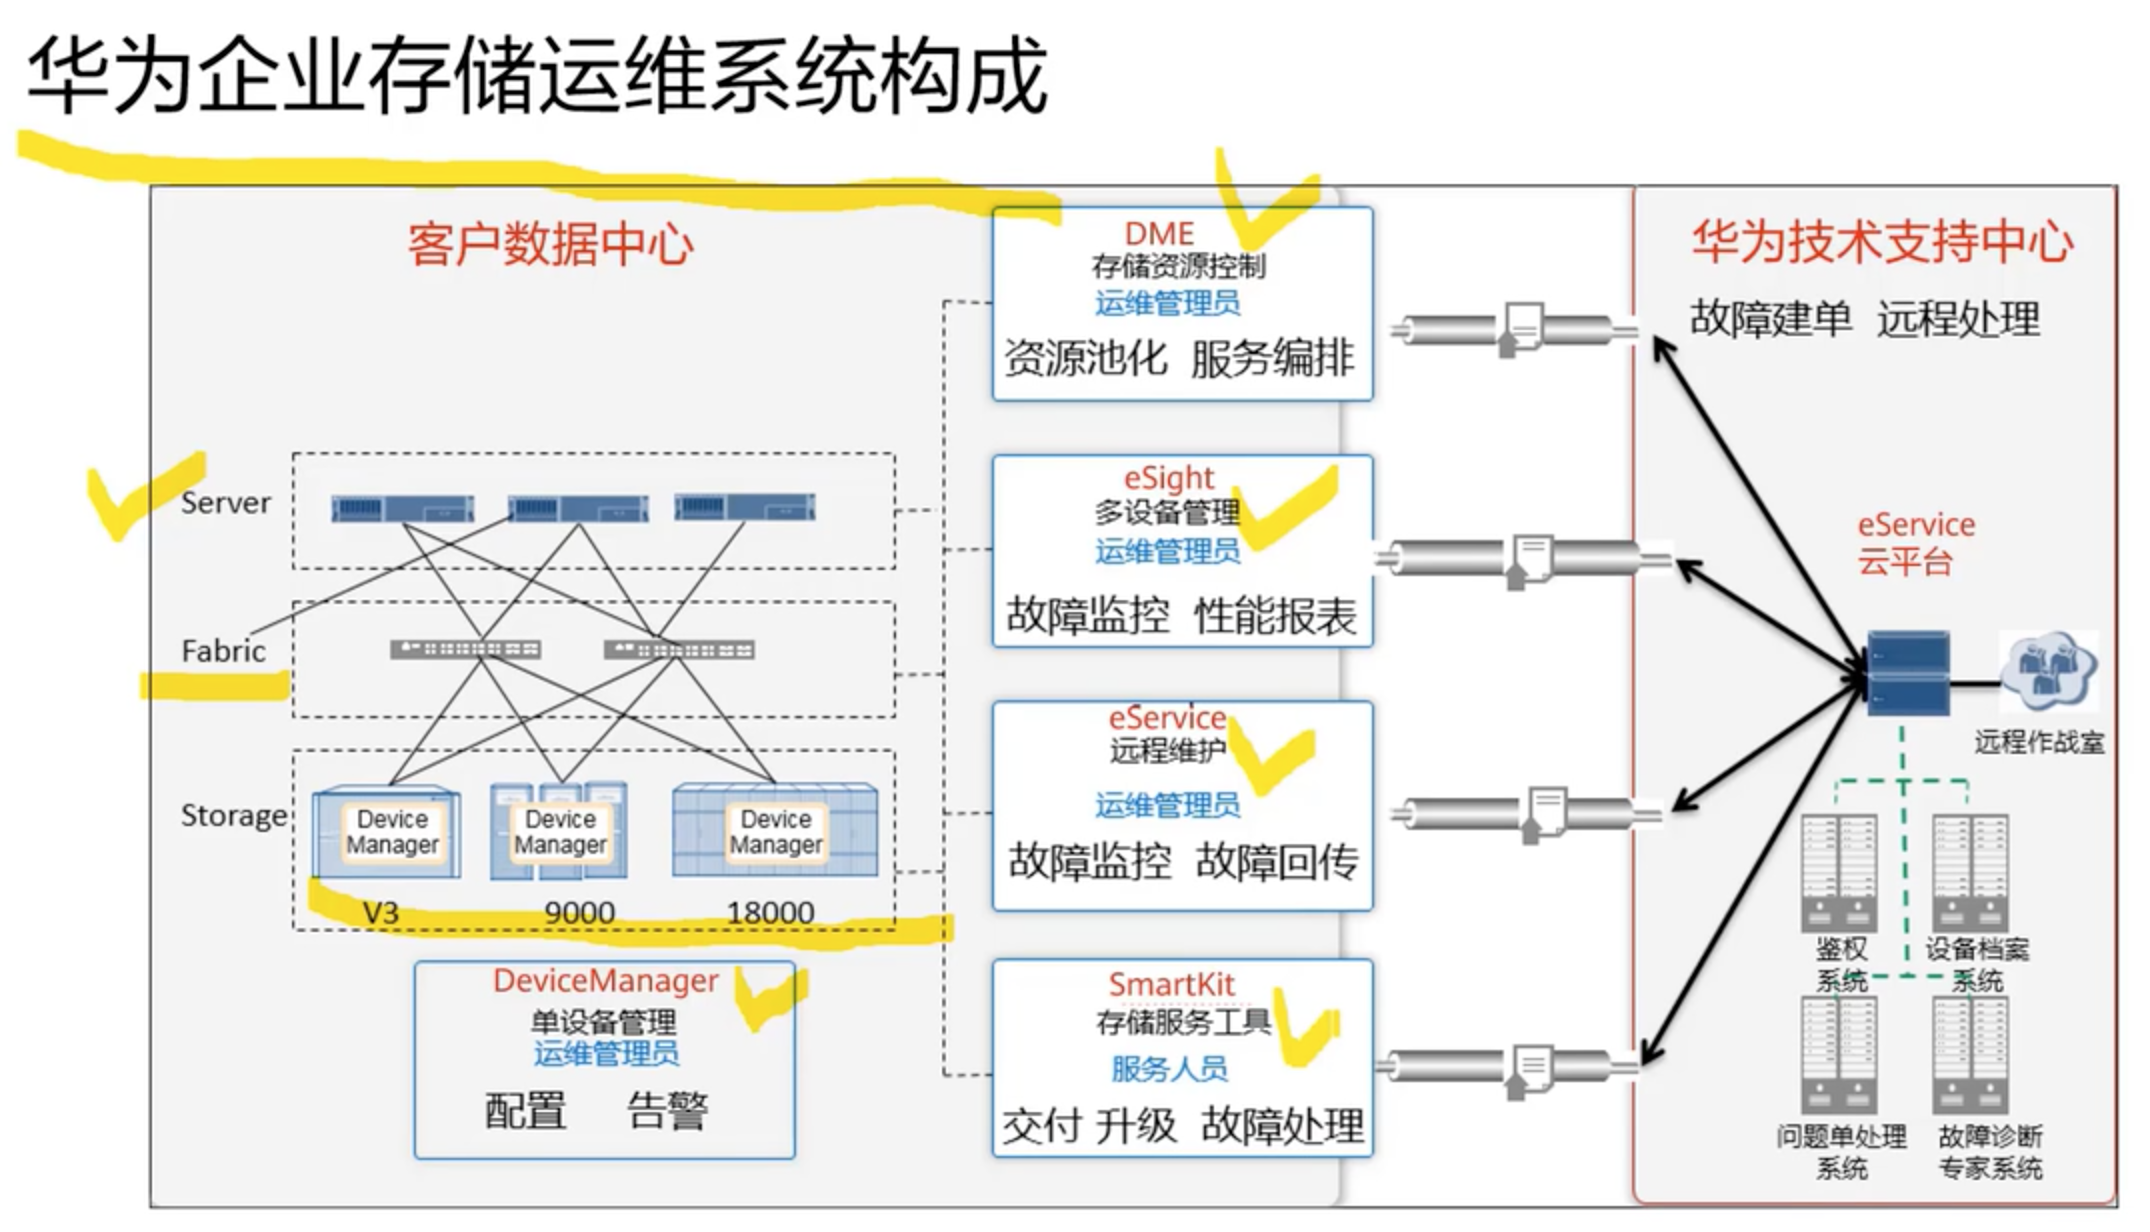 华为企业存储运维系统构成
客户数据中心
Server
Fabric
Storage
Device
Manager
Device
Manager
Device
Manager
V3
9000
18000
DeviceManager
单设备管理
运维管理员
配置 告警
DME
存储资源控制
运维管理员
资源池化 服务编排
eSight
多设备管理
运维管理员
故障监控 性能报表
eService
远程维护
运维管理员
故障监控 故障回传
SmartKit
存储服务工具
服务人员
交付 升级 故障处理
华为技术支持中心
故障建单 远程处理
eService
云平台
远程作战室
鉴权
系统
设备档案
系统
问题单处理
系统
故障诊断
专家系统